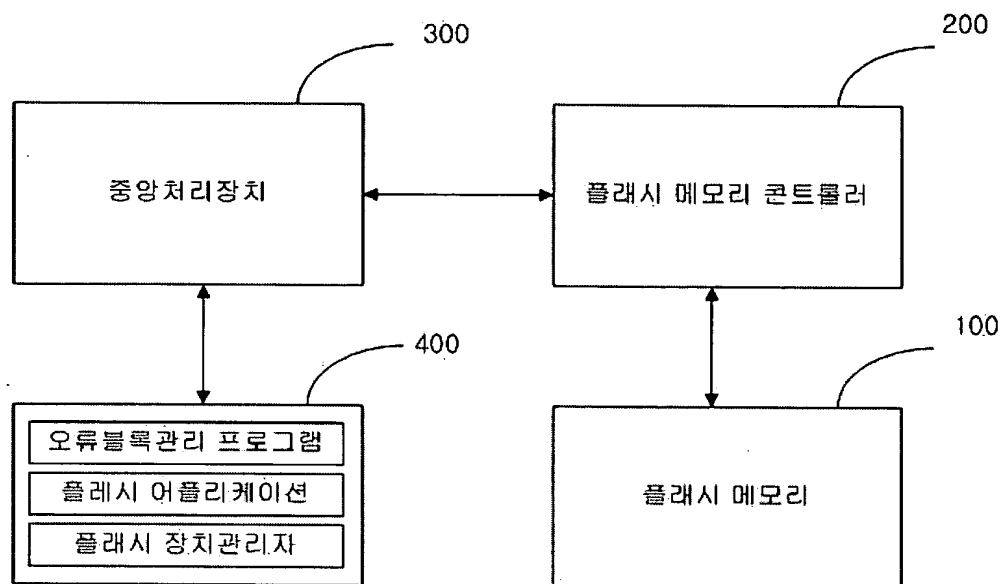 300
200
중앙처리장치
플래시 메모리 콘트롤러
400
100
오류블록관리 프로그램
플레시 어플리케이션
플래시 장치관리자
플래시 메모리